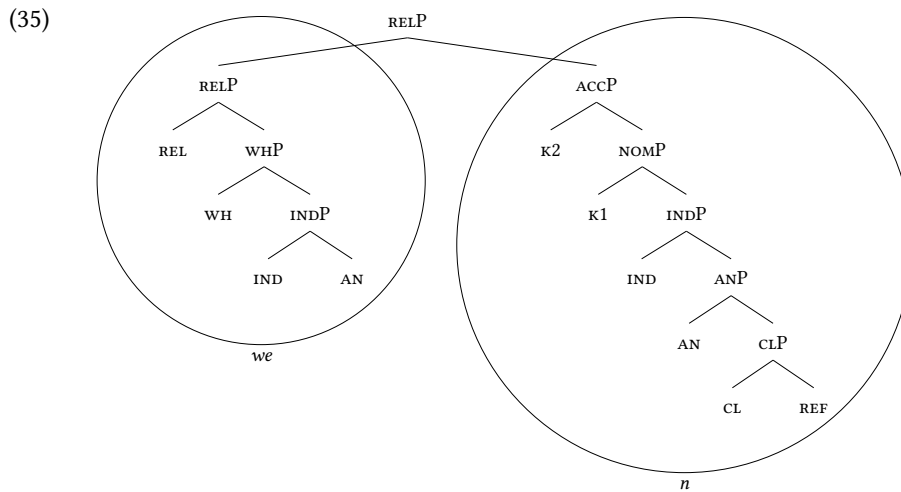 (35)
RELP
RELP ACCP
REL WHP K2 NOMP
WH INDP K1 INDP
IND AN IND ANP
AN CLP
we
CL REF
n